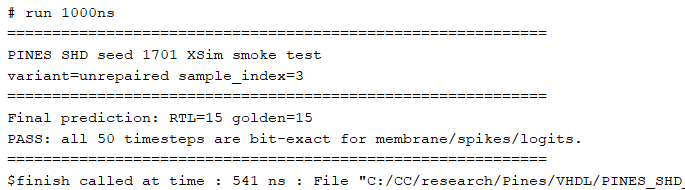 # run 1000ns
============================================================
PINES SHD seed 1701 XSim smoke test
variant=unrepaired sample_index=3
============================================================
Final prediction: RTL=15 golden=15
PASS: all 50 timesteps are bit-exact for membrane/spikes/logits.
============================================================
$finish called at time : 541 ns : File "C:/CC/research/Pines/VHDL/PINES_SHD_